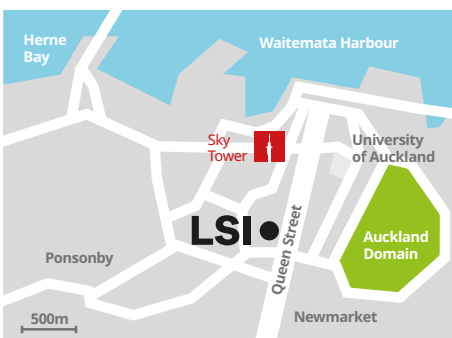 Herne
Bay
Waitemata Harbour
Sky
Tower
University
of Auckland
LSI
Queen Street
Auckland
Domain
Ponsonby
Newmarket
500m